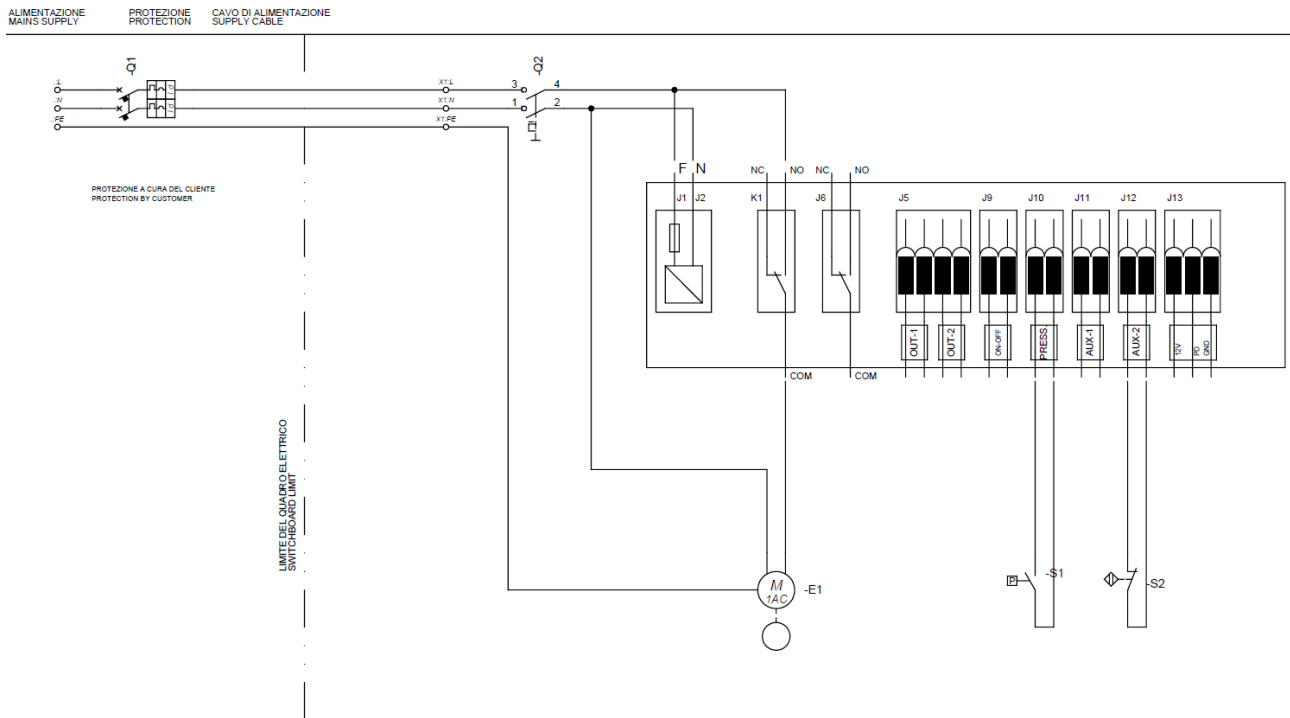 ALIMENTAZIONE
MAINS SUPPLY
PROTEZIONE
PROTECTION
CAVO DI ALIMENTAZIONE
SUPPLY CABLE
-Q1
-Q2
.:L
.:N
.:PE
X1:L
X1:N
X1:PE
3
4
1
2
PROTEZIONE A CURA DEL CLIENTE
PROTECTION BY CUSTOMER
F N
NC
NO
NC
NO
J1
J2
K1
J6
J5
J9
J10
J11
J12
J13
OUT-1
OUT-2
ON-OFF
PRESS.
AUX-1
AUX-2
12V
PD
GND
COM
COM
LIMITE DEL QUADRO ELETTRICO
SWITCHBOARD LIMIT
M
1AC
-E1
P
-S1
-S2